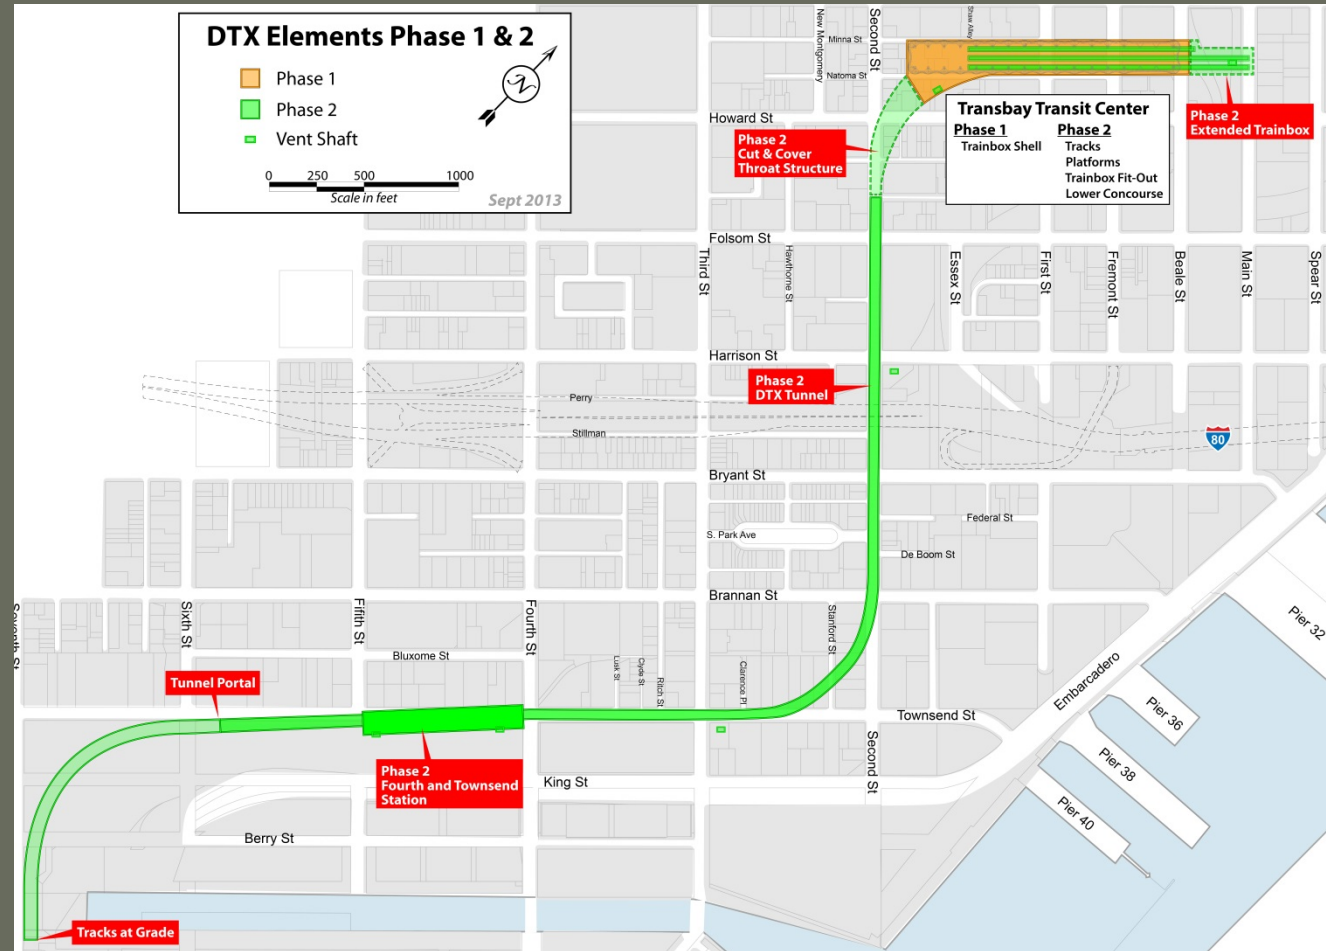 DTX Elements Phase 1 & 2
Phase 1
Phase 2
Vent Shaft
N
0 250 500 1000
Scale in feet
Sept 2013
New Montgomery
Minna St
Natoma St
Second St
Shaw Alley
Howard St
Phase 2
Cut & Cover
Throat Structure
Transbay Transit Center
Phase 1
Trainbox Shell
Phase 2
Tracks
Platforms
Trainbox Fit-Out
Lower Concourse
Phase 2
Extended Trainbox
Folsom St
Third St
Hawthorne St
Essex St
First St
Fremont St
Beale St
Main St
Spear St
Harrison St
Phase 2
DTX Tunnel
Perry
Stillman
80
Bryant St
Federal St
S. Park Ave
De Boom St
Brannan St
Seventh St
Sixth St
Fifith St
Fourth St
Stanford St
Bluxome St
Lusk St
Clyde St
Ritch St
Clarence Pl
Tunnel Portal
Townsend St
Second St
Embarcadero
Pier 32
Pier 36
Pier 38
Pier 40
Phase 2
Fourth and Townsend
Station
King St
Berry St
Tracks at Grade